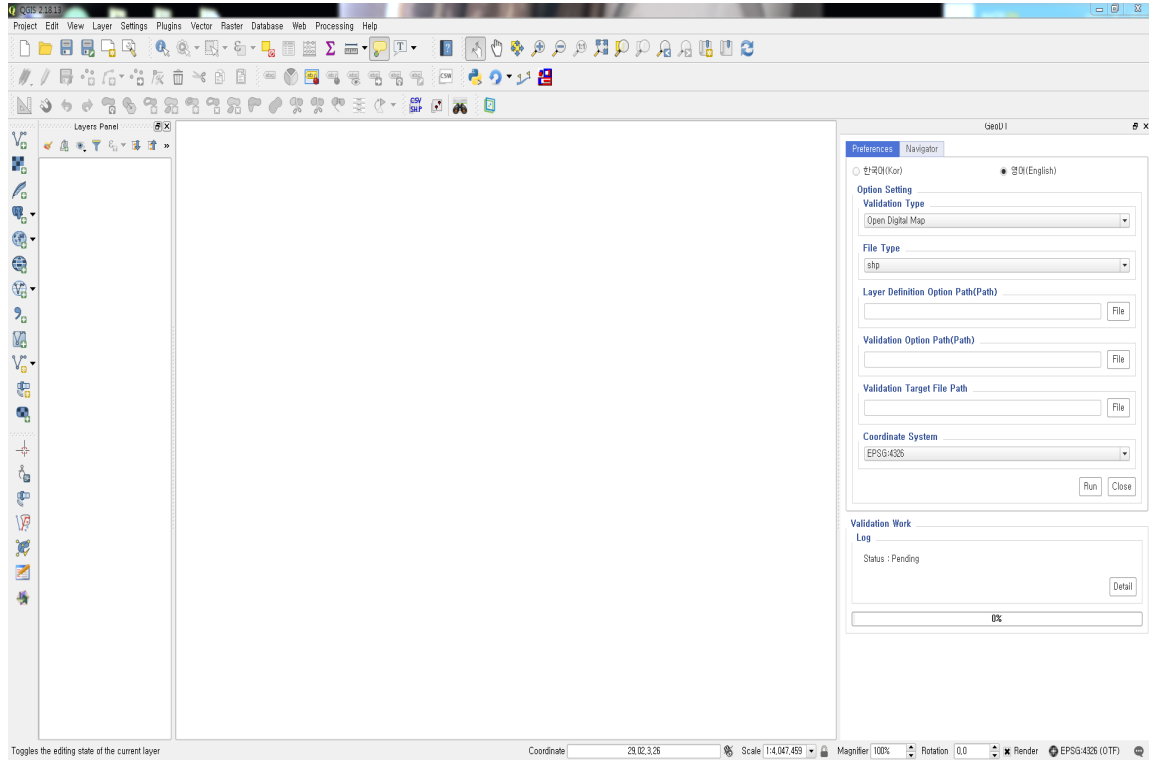 QGIS 2.18.13
Project Edit View Layer Settings Plugins Vector Raster Database Web Processing Help
CSW
CSV
SHP
Layers Panel
GeoDT
Preferences Navigator
한국어(Kor) 영어(English)
Option Setting
Validation Type
Open Digital Map
File Type
shp
Layer Definition Option Path(Path)
File
Validation Option Path(Path)
File
Validation Target File Path
File
Coordinate System
EPSG:4326
Run Close
Validation Work
Log
Status : Pending
Detail
0%
Toggles the editing state of the current layer Coordinate 29,02,3,26 Scale 1:4,047,459 Magnifier 100% Rotation 0,0 Render EPSG:4326 (OTF)